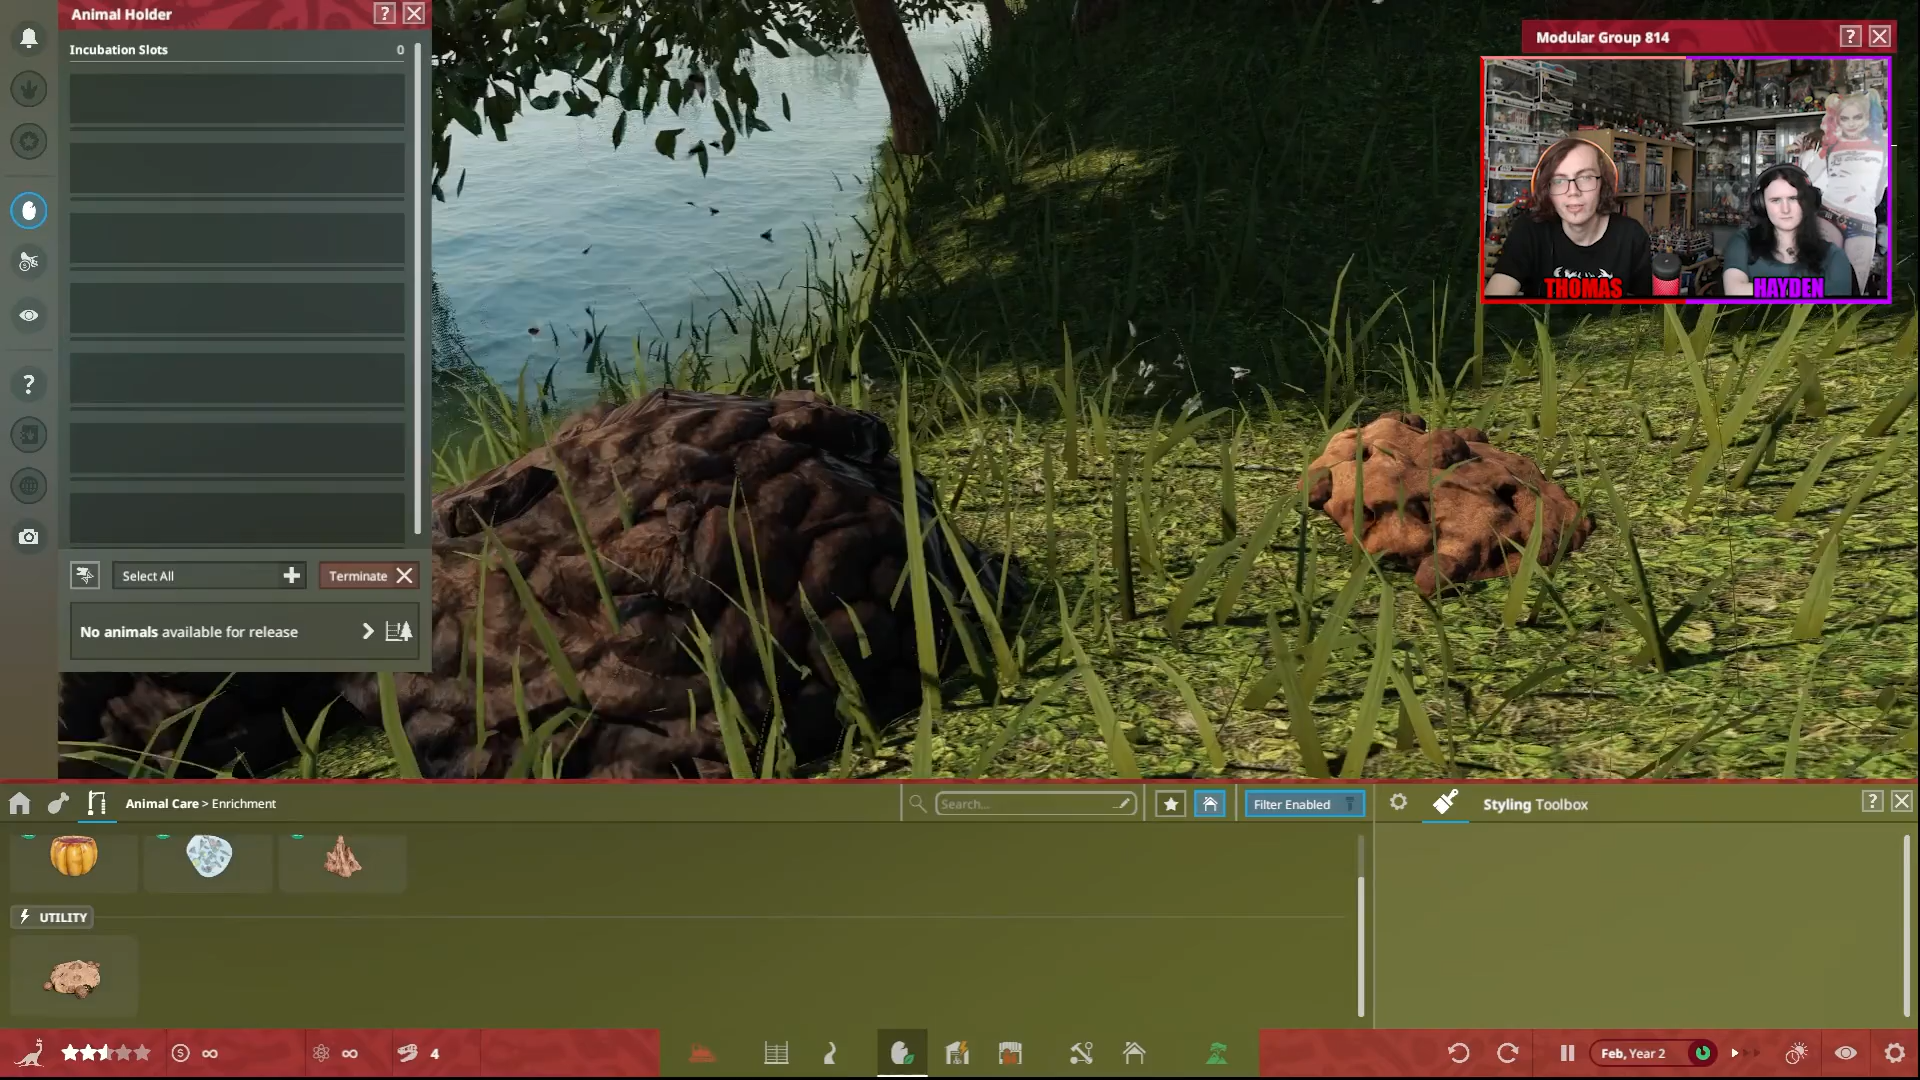 Animal Holder
?
Incubation Slots 0
Select All
Terminate
No animals available for release
Modular Group 814
?
THOMAS
HAYDEN
?
Animal Care > Enrichment
Search...
Filter Enabled
Styling Toolbox
?
UTILITY
∞
∞
4
Feb, Year 2